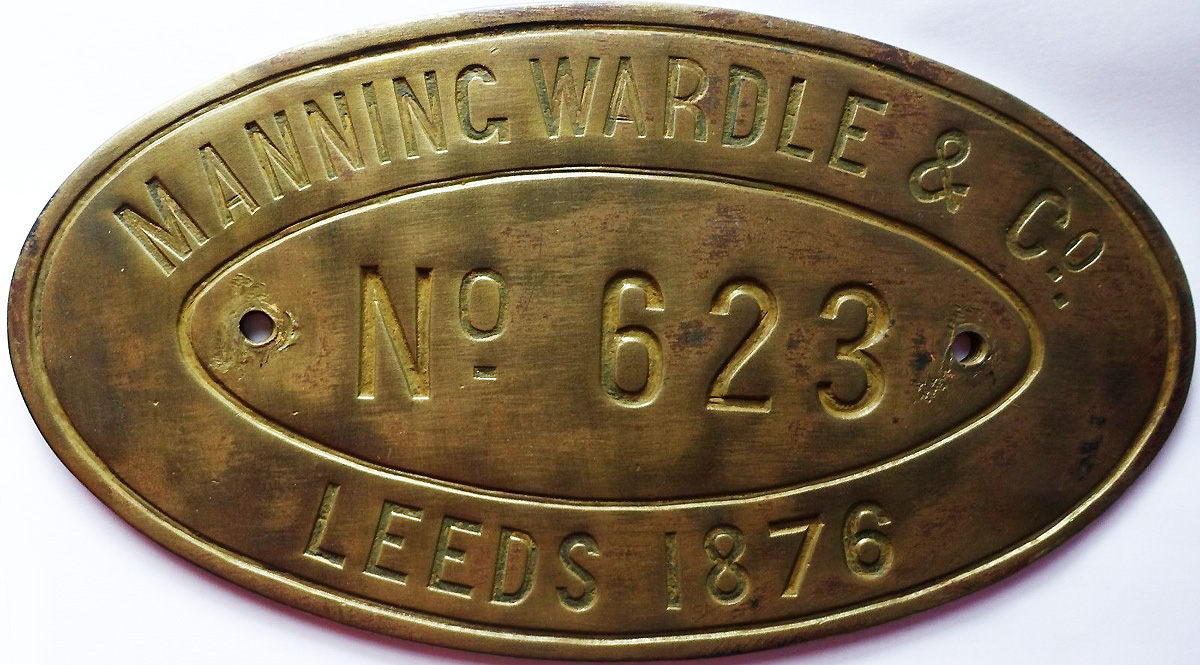 MANNING WARDLE & Cº.
Nº 623
LEEDS 1876